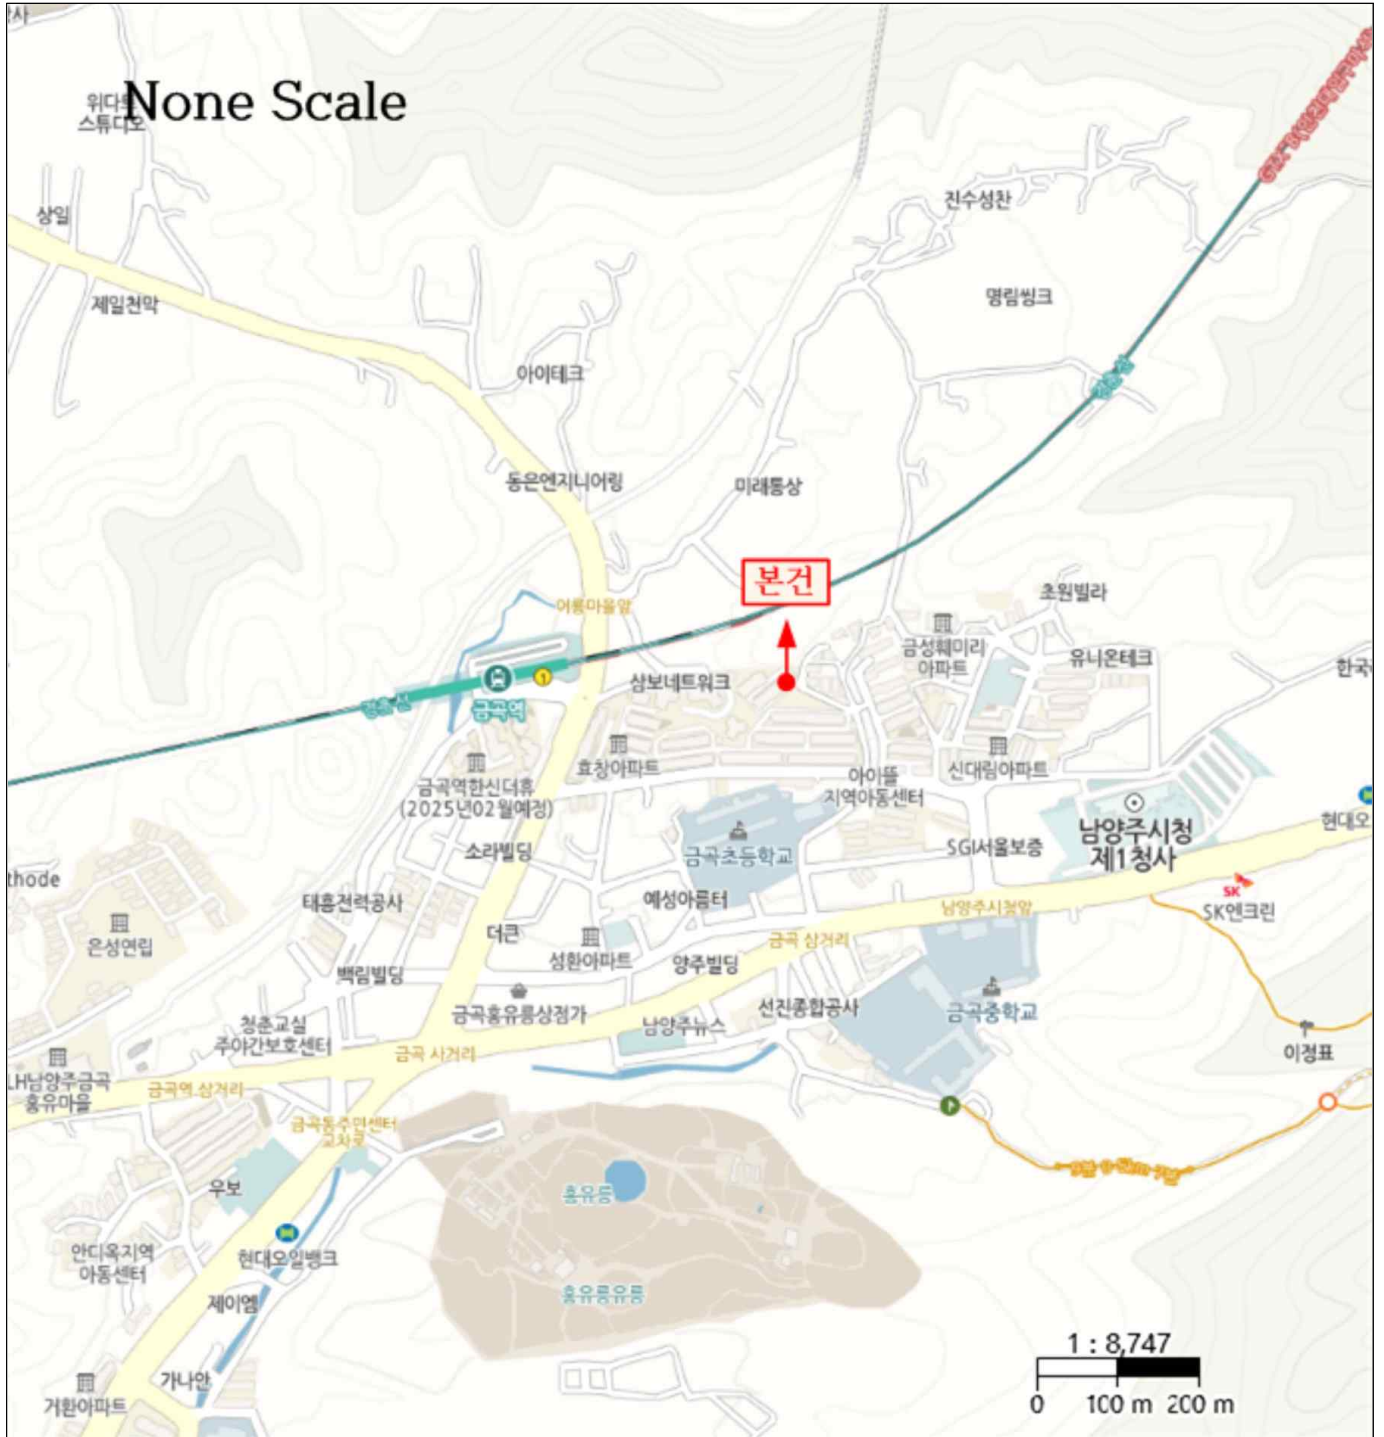 None Scale
위다
스튜디오
상일
제일천막
진수성찬
명림씽크
아이테크
동은엔지니어링
미래통상
본건
어룡마을앞
초원빌라
금성훼미리
아파트
유니온테크
삼보네트워크
1
금곡역
경춘선
경춘선
효창아파트
금곡역한신더휴
(2025년02월예정)
신대림아파트
아이뜰
지역아동센터
남양주시청
제1청사
현대오
소라빌딩
금곡초등학교
SGI서울보증
thode
태흥전력공사
예성아름터
남양주시청앞
SK
SK엔크린
은성연립
더큰
성환아파트
양주빌딩
금곡 삼거리
백림빌딩
금곡홍유릉상점가
남양주뉴스
선진종합공사
금곡중학교
청춘교실
주야간보호센터
금곡 사거리
이정표
LH남양주금곡
홍유마을
금곡역 삼거리
금곡동주민센터
교차로
홍유릉
우보
안디옥지역
아동센터
현대오일뱅크
홍유릉유릉
제이엠
가나안
거환아파트
1 : 8,747
0 100 m 200 m